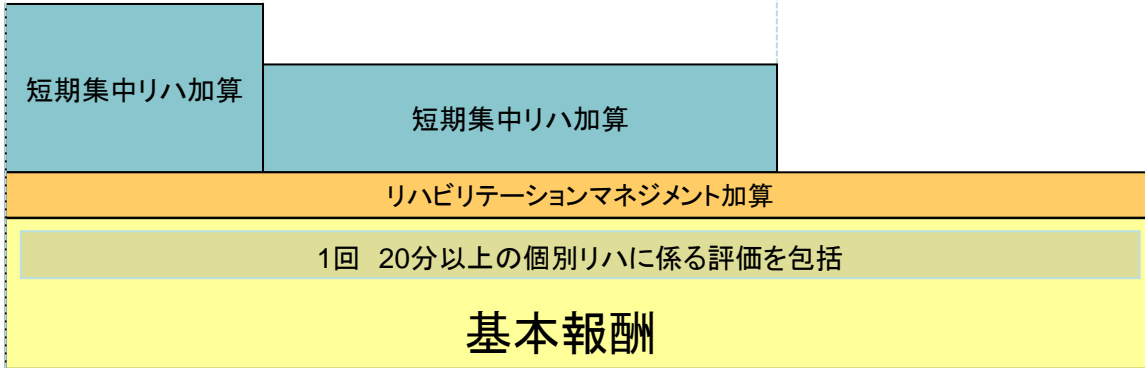 短期集中リハ加算
短期集中リハ加算
リハビリテーションマネジメント加算
1回 20分以上の個別リハに係る評価を包括
基本報酬